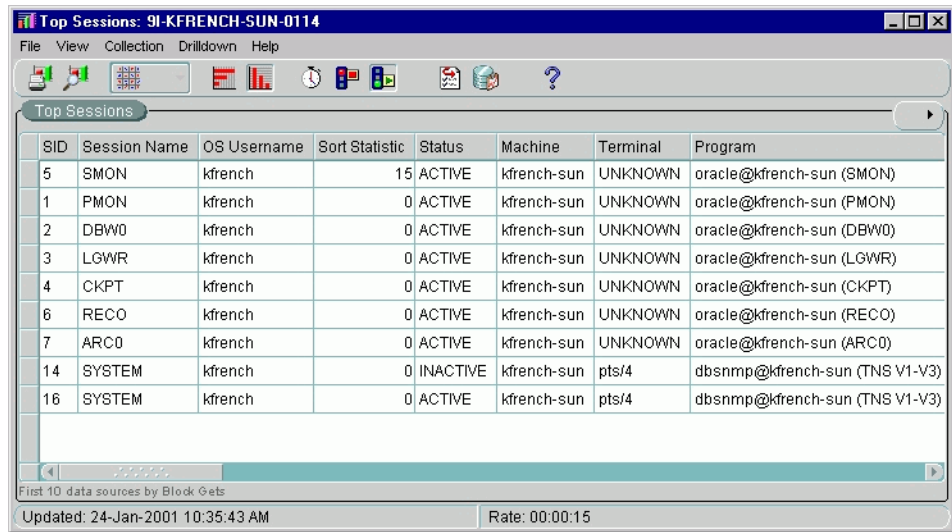 Top Sessions: 9I-KFRENCH-SUN-0114
File View Collection Drilldown Help
Top Sessions
SID Session Name OS Username Sort Statistic Status Machine Terminal Program
5 SMON kfrench 15 ACTIVE kfrench-sun UNKNOWN oracle@kfrench-sun (SMON)
1 PMON kfrench 0 ACTIVE kfrench-sun UNKNOWN oracle@kfrench-sun (PMON)
2 DBW0 kfrench 0 ACTIVE kfrench-sun UNKNOWN oracle@kfrench-sun (DBW0)
3 LGWR kfrench 0 ACTIVE kfrench-sun UNKNOWN oracle@kfrench-sun (LGWR)
4 CKPT kfrench 0 ACTIVE kfrench-sun UNKNOWN oracle@kfrench-sun (CKPT)
6 RECO kfrench 0 ACTIVE kfrench-sun UNKNOWN oracle@kfrench-sun (RECO)
7 ARC0 kfrench 0 ACTIVE kfrench-sun UNKNOWN oracle@kfrench-sun (ARC0)
14 SYSTEM kfrench 0 INACTIVE kfrench-sun pts/4 dbsnmp@kfrench-sun (TNS V1-V3)
16 SYSTEM kfrench 0 ACTIVE kfrench-sun pts/4 dbsnmp@kfrench-sun (TNS V1-V3)
First 10 data sources by Block Gets
Updated: 24-Jan-2001 10:35:43 AM Rate: 00:00:15